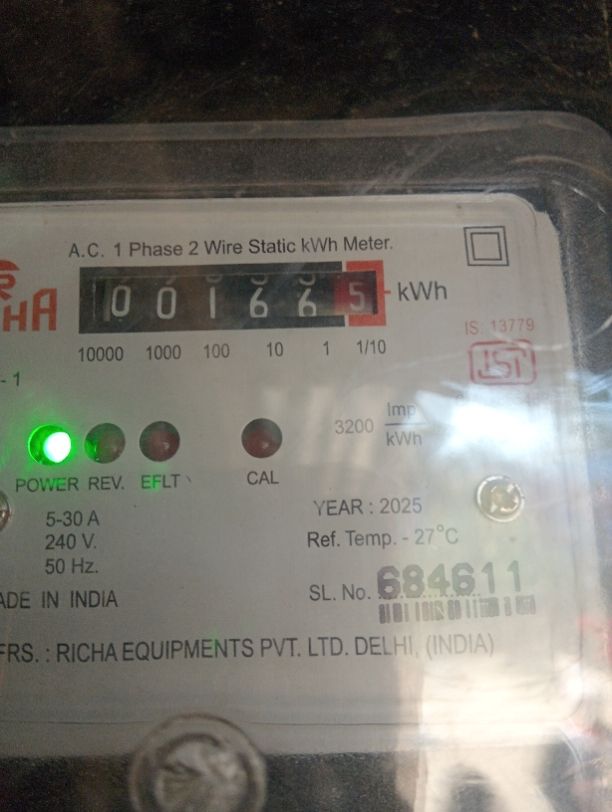 A.C. 1 Phase 2 Wire Static kWh Meter.
HA
0 0 1 6 6 5 kWh
10000 1000 100 10 1 1/10
IS: 13779
ISI
- 1
3200 Imp/kWh
POWER REV. EFLT CAL
5-30 A
240 V.
50 Hz.
YEAR : 2025
Ref. Temp. - 27°C
SL. No. 684611
ADE IN INDIA
FRS. : RICHA EQUIPMENTS PVT. LTD. DELHI, (INDIA)